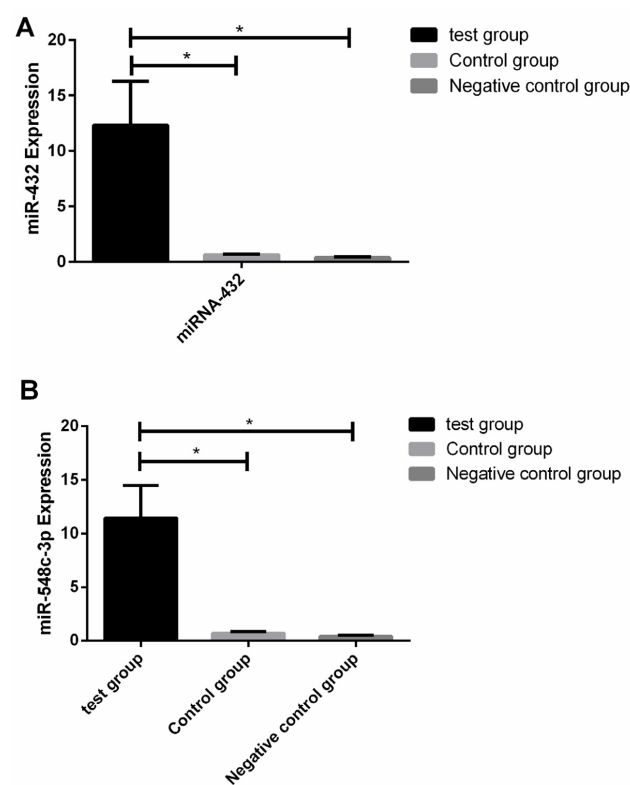 A
miR-432 Expression
20
15
10
5
0
*
*
test group
Control group
Negative control group
miRNA-432
B
miR-548c-3p Expression
20
15
10
5
0
*
*
test group
Control group
Negative control group
test group
Control group
Negative control group